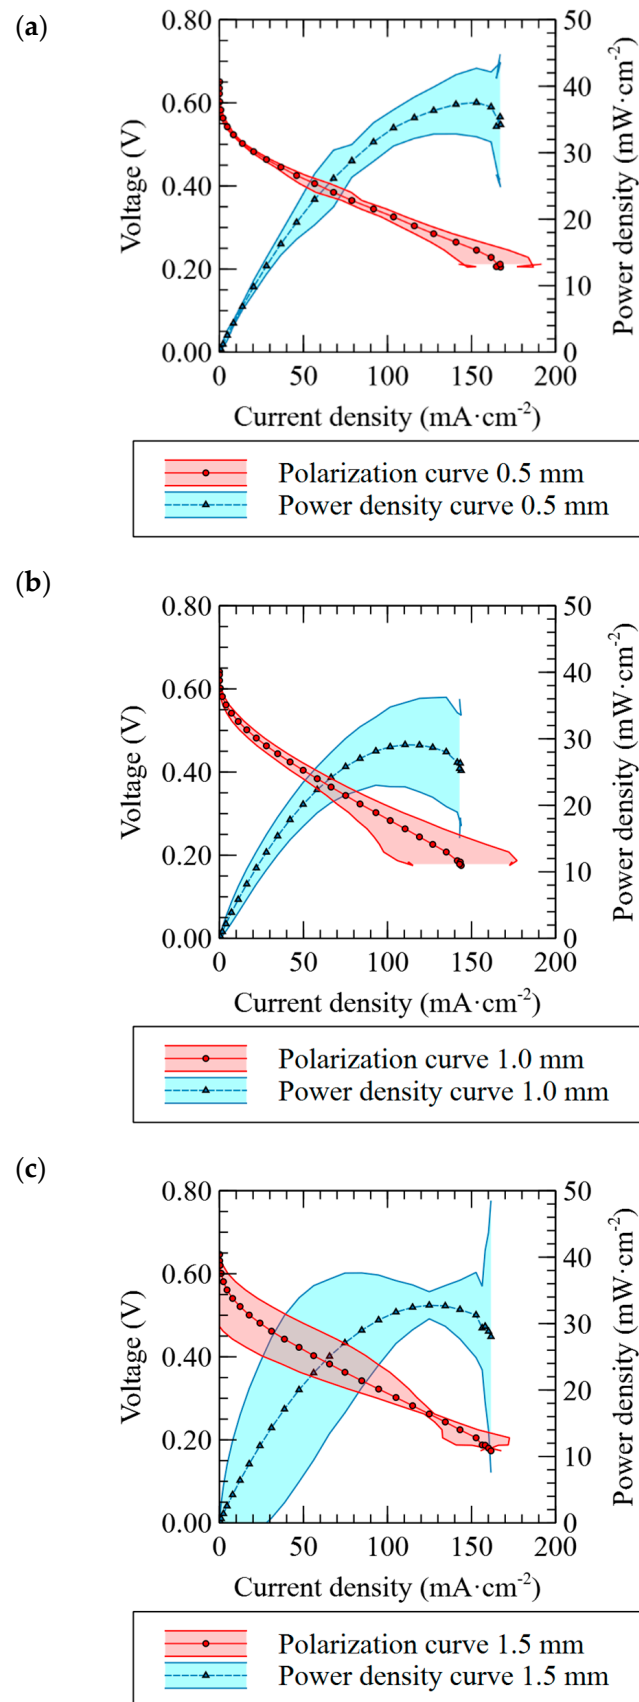 (a)
0.80
0.60
0.40
0.20
0.00
Voltage (V)
50
40
30
20
10
0
Power density (mW·cm-2)
0
50
100
150
200
Current density (mA·cm-2)
Polarization curve 0.5 mm
Power density curve 0.5 mm
(b)
0.80
0.60
0.40
0.20
0.00
Voltage (V)
50
40
30
20
10
0
Power density (mW·cm-2)
0
50
100
150
200
Current density (mA·cm-2)
Polarization curve 1.0 mm
Power density curve 1.0 mm
(c)
0.80
0.60
0.40
0.20
0.00
Voltage (V)
50
40
30
20
10
0
Power density (mW·cm-2)
0
50
100
150
200
Current density (mA·cm-2)
Polarization curve 1.5 mm
Power density curve 1.5 mm